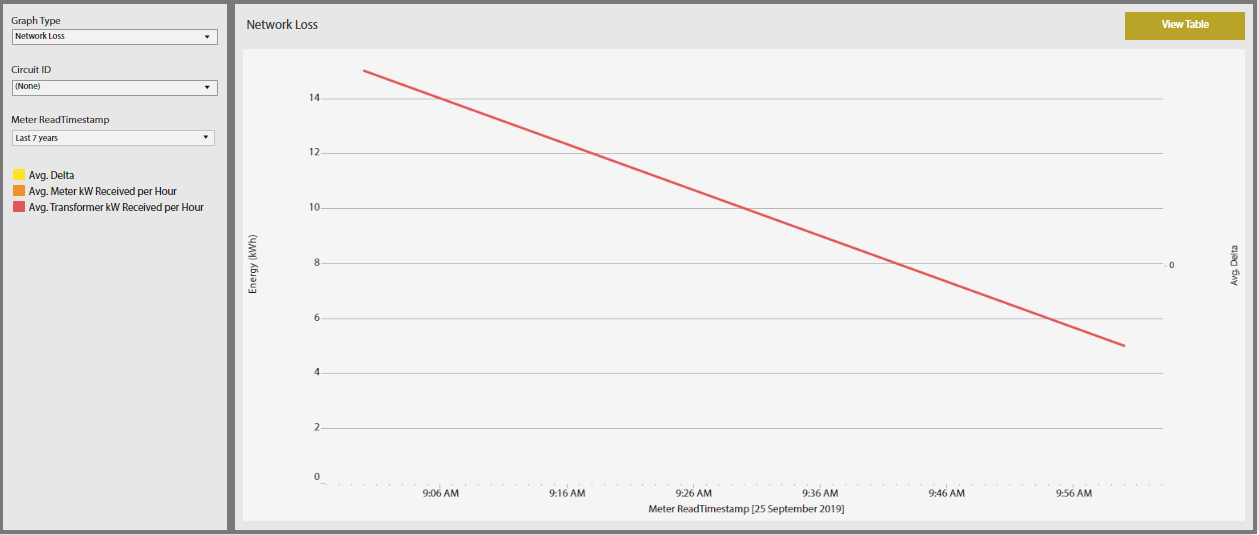 Graph Type
Network Loss
Circuit ID
(None)
Meter ReadTimestamp
Last 7 years
Avg. Delta
Avg. Meter kW Received per Hour
Avg. Transformer kW Received per Hour
Network Loss
View Table
Energy (kWh)
14
12
10
8
6
4
2
0
0
Avg. Delta
9:06 AM 9:16 AM 9:26 AM 9:36 AM 9:46 AM 9:56 AM
Meter ReadTimestamp [25 September 2019]